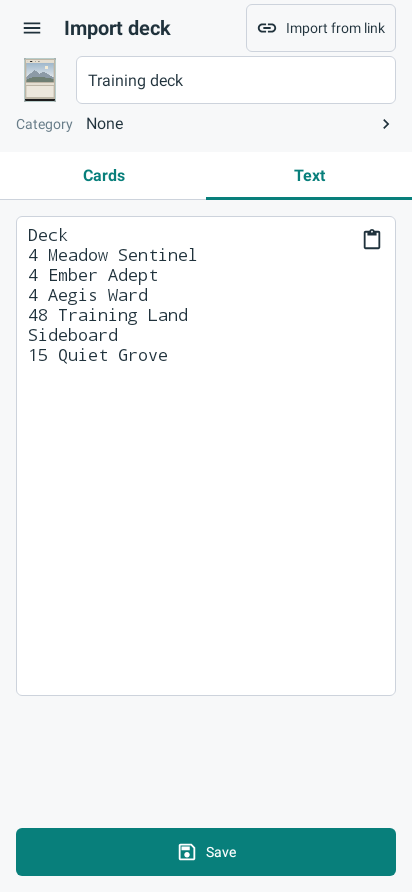 Import deck
Import from link
Training deck
Category None
Cards
Text
Deck
4 Meadow Sentinel
4 Ember Adept
4 Aegis Ward
48 Training Land
Sideboard
15 Quiet Grove
Save